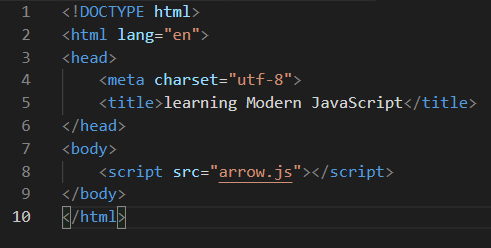 1 <!DOCTYPE html>
2 <html lang="en">
3 <head>
4     <meta charset="utf-8">
5     <title>learning Modern JavaScript</title>
6 </head>
7 <body>
8     <script src="arrow.js"></script>
9 </body>
10 </html>